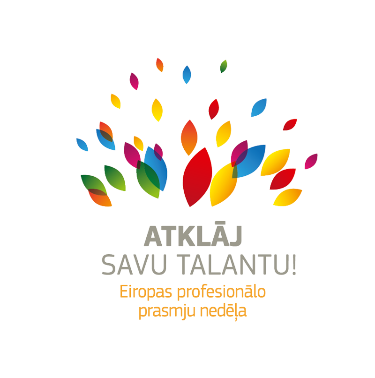 ATKLĀJ
SAVU TALANTU!
Eiropas profesionālo
prasmju nedēļa